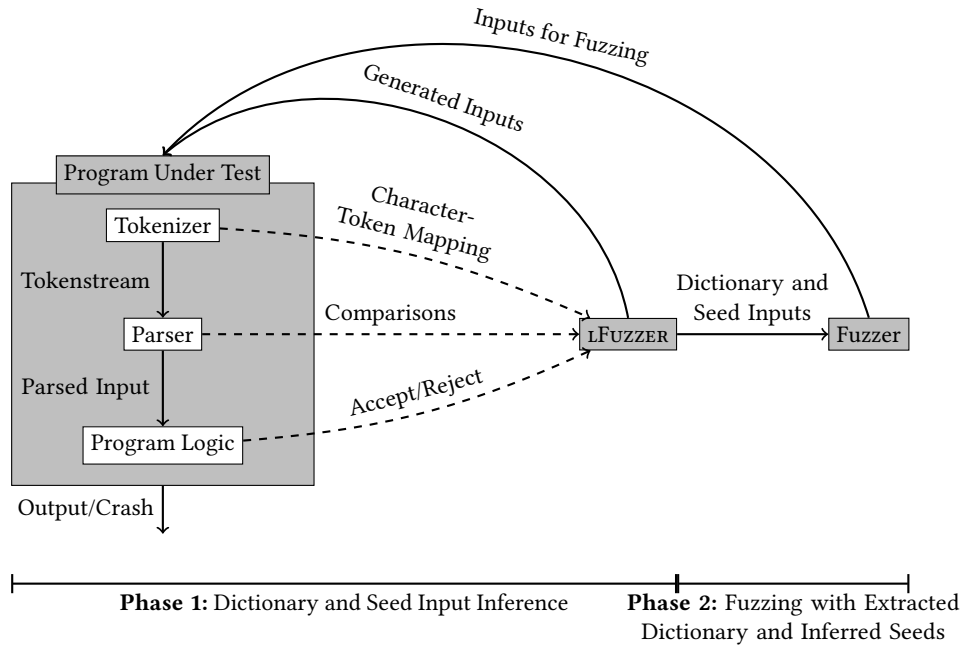 Inputs for Fuzzing
Generated Inputs
Program Under Test
Tokenizer
Character-
Token Mapping
Tokenstream
Comparisons
Dictionary and
Seed Inputs
Parser
LFUZZER
Fuzzer
Parsed Input
Accept/Reject
Program Logic
Output/Crash
Phase 1: Dictionary and Seed Input Inference
Phase 2: Fuzzing with Extracted
Dictionary and Inferred Seeds